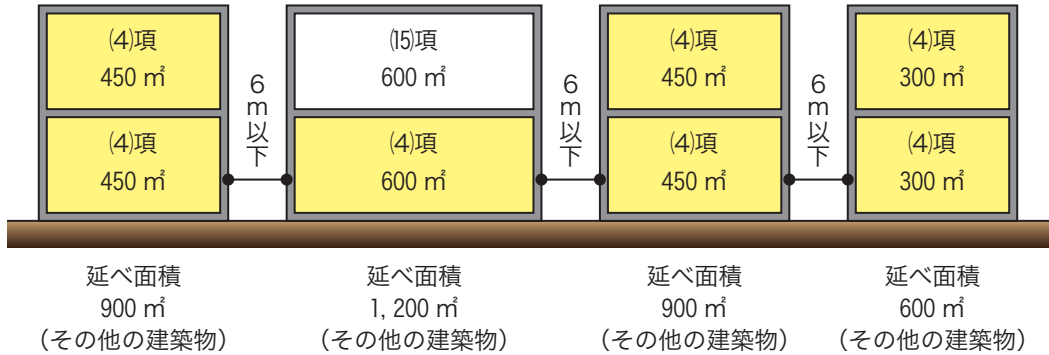 ⑷項
450 ㎡
⑷項
450 ㎡
6m以下
⒂項
600 ㎡
⑷項
600 ㎡
6m以下
⑷項
450 ㎡
⑷項
450 ㎡
6m以下
⑷項
300 ㎡
⑷項
300 ㎡
延べ面積
900 ㎡
（その他の建築物）
延べ面積
1, 200 ㎡
（その他の建築物）
延べ面積
900 ㎡
（その他の建築物）
延べ面積
600 ㎡
（その他の建築物）